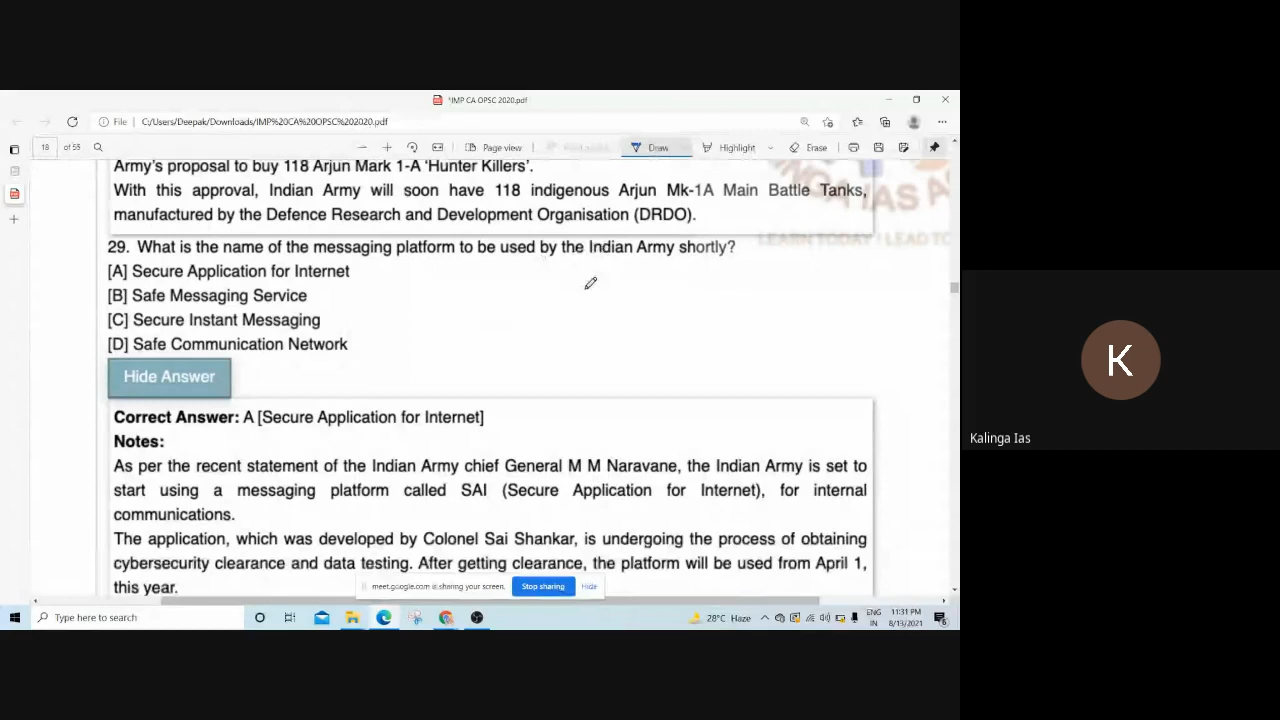 *IMP CA OPSC 2020.pdf
File C:/Users/Deepak/Downloads/IMP%20CA%20OPSC%202020.pdf
18 of 55 Page view Draw Highlight Erase
Army's proposal to buy 118 Arjun Mark 1-A 'Hunter Killers'.
With this approval, Indian Army will soon have 118 indigenous Arjun Mk-1A Main Battle Tanks,
manufactured by the Defence Research and Development Organisation (DRDO).
IAS
LEARN TODAY | LEAD TO
29. What is the name of the messaging platform to be used by the Indian Army shortly?
[A] Secure Application for Internet
[B] Safe Messaging Service
[C] Secure Instant Messaging
[D] Safe Communication Network
Hide Answer
Correct Answer: A [Secure Application for Internet]
Notes:
As per the recent statement of the Indian Army chief General M M Naravane, the Indian Army is set to
start using a messaging platform called SAI (Secure Application for Internet), for internal
communications.
The application, which was developed by Colonel Sai Shankar, is undergoing the process of obtaining
cybersecurity clearance and data testing. After getting clearance, the platform will be used from April 1,
this year.
meet.google.com is sharing your screen. Stop sharing Hide
Type here to search 28°C Haze ENG IN 11:31 PM 8/13/2021 6
K
Kalinga Ias